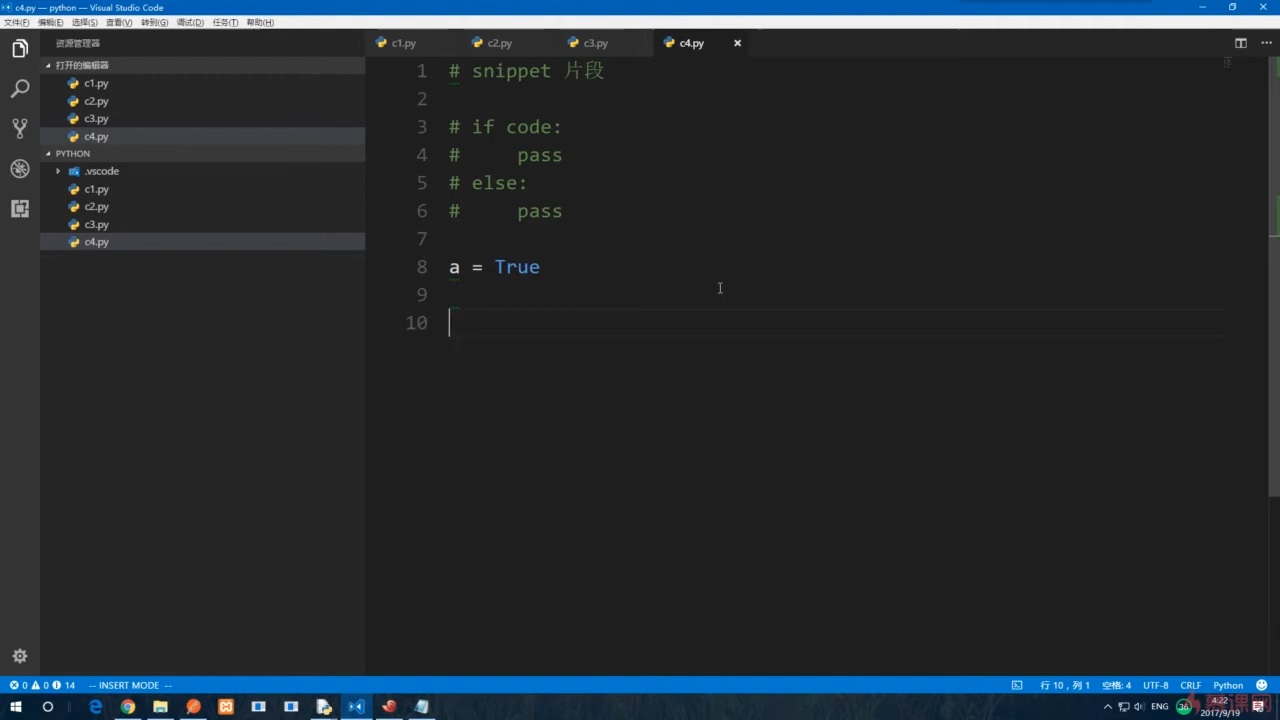 c4.py — python — Visual Studio Code
文件(F) 编辑(E) 选择(S) 查看(V) 转到(G) 调试(D) 任务(T) 帮助(H)
资源管理器
打开的编辑器
c1.py
c2.py
c3.py
c4.py
PYTHON
.vscode
c1.py
c2.py
c3.py
c4.py
c1.py c2.py c3.py c4.py
1 # snippet 片段
2
3 # if code:
4 # pass
5 # else:
6 # pass
7
8 a = True
9
10
0 0 14 -- INSERT MODE --
行 10，列 1 空格: 4 UTF-8 CRLF Python
ENG
36
4:22
2017/9/19